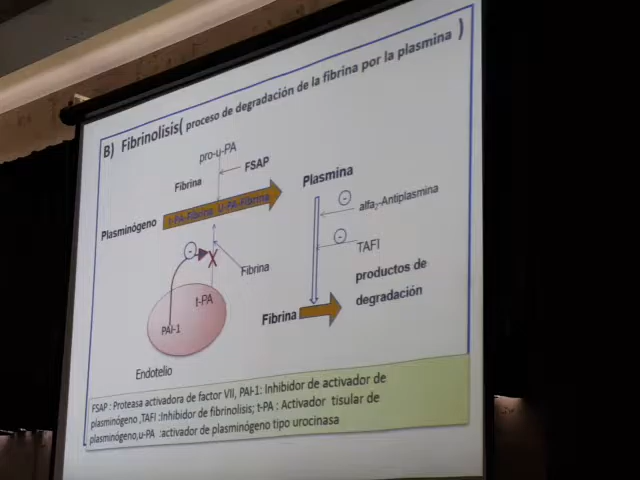 B) Fibrinolisis( proceso de degradación de la fibrina por la plasmina )
pro-u-PA
FSAP
Fibrina
Plasmina
Plasminógeno
t-PA-Fibrina U-PA-Fibrina
-
alfa2-Antiplasmina
-
TAFI
-
Fibrina
productos de
degradación
t-PA
Fibrina
PAI-1
Endotelio
FSAP : Proteasa activadora de factor VII, PAI-1: Inhibidor de activador de
plasminógeno ,TAFI :Inhibidor de fibrinolisis; t-PA : Activador tisular de
plasminógeno,u-PA :activador de plasminógeno tipo urocinasa